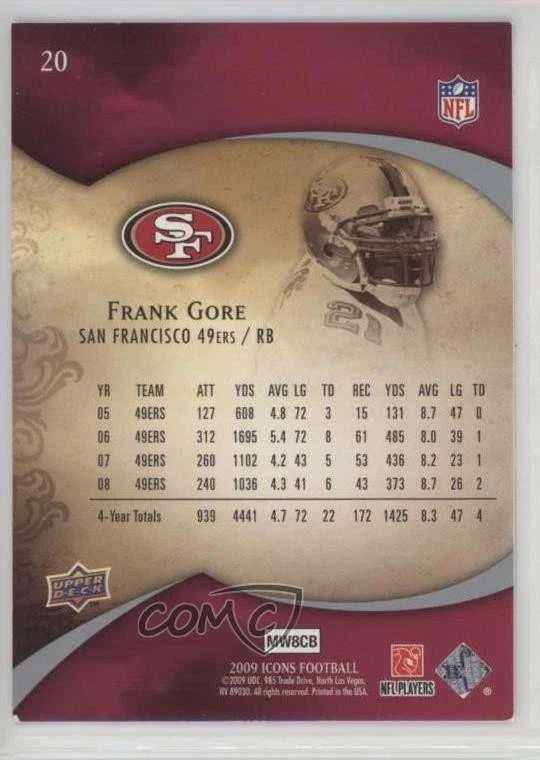 20
NFL
SF
FRANK GORE
SAN FRANCISCO 49ERS / RB
YR TEAM ATT YDS AVG LG TD REC YDS AVG LG TD
05 49ERS 127 608 4.8 72 3 15 131 8.7 47 0
06 49ERS 312 1695 5.4 72 8 61 485 8.0 39 1
07 49ERS 260 1102 4.2 43 5 53 436 8.2 23 1
08 49ERS 240 1036 4.3 41 6 43 373 8.7 26 2
4-Year Totals 939 4441 4.7 72 22 172 1425 8.3 47 4
UPPER
D·E·C·K
TM
COMC
MW8CB
2009 ICONS FOOTBALL
©2009 UDC. 985 Trade Drive, North Las Vegas,
NV 89030. All rights reserved. Printed in the USA.
NFL PLAYERS
®